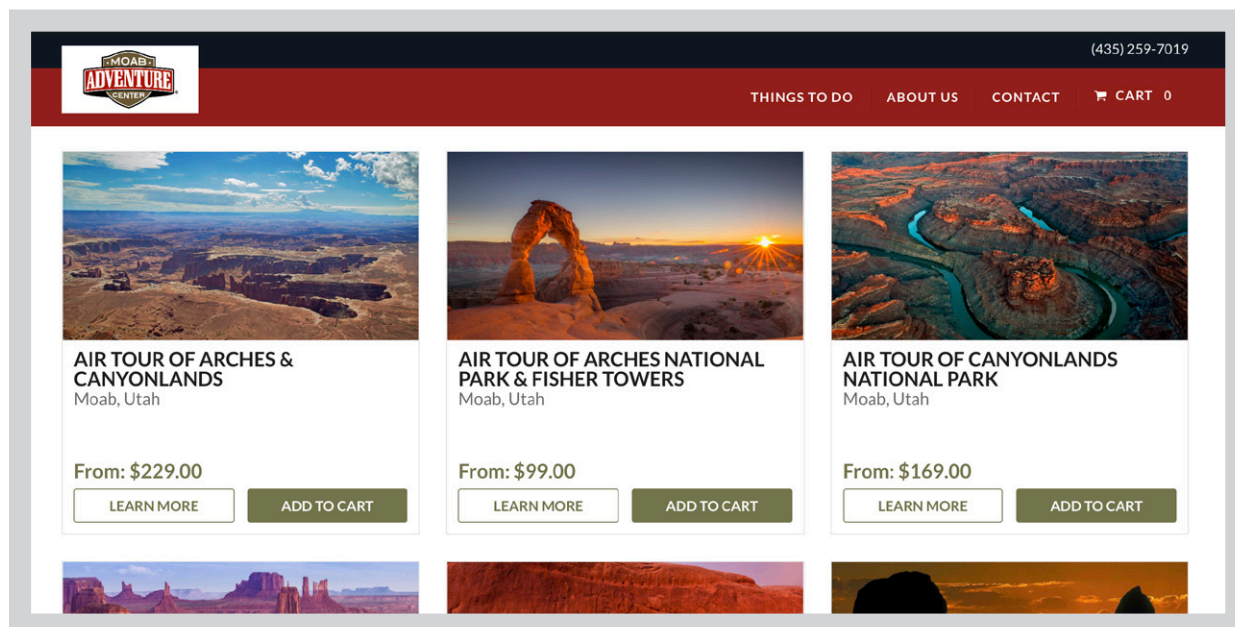 (435) 259-7019
MOAB
ADVENTURE
CENTER
THINGS TO DO ABOUT US CONTACT CART 0
AIR TOUR OF ARCHES &
CANYONLANDS
Moab, Utah
From: $229.00
LEARN MORE ADD TO CART
AIR TOUR OF ARCHES NATIONAL
PARK & FISHER TOWERS
Moab, Utah
From: $99.00
LEARN MORE ADD TO CART
AIR TOUR OF CANYONLANDS
NATIONAL PARK
Moab, Utah
From: $169.00
LEARN MORE ADD TO CART